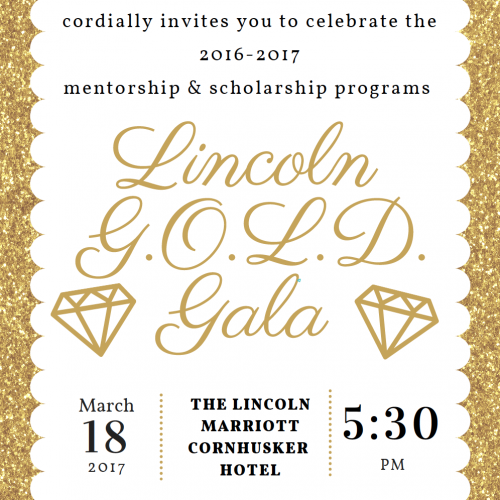 cordially invites you to celebrate the
2016-2017
mentorship & scholarship programs
Lincoln
G.O.L.D.
Gala
March
18
2017
THE LINCOLN
MARRIOTT
CORNHUSKER
HOTEL
5:30
PM